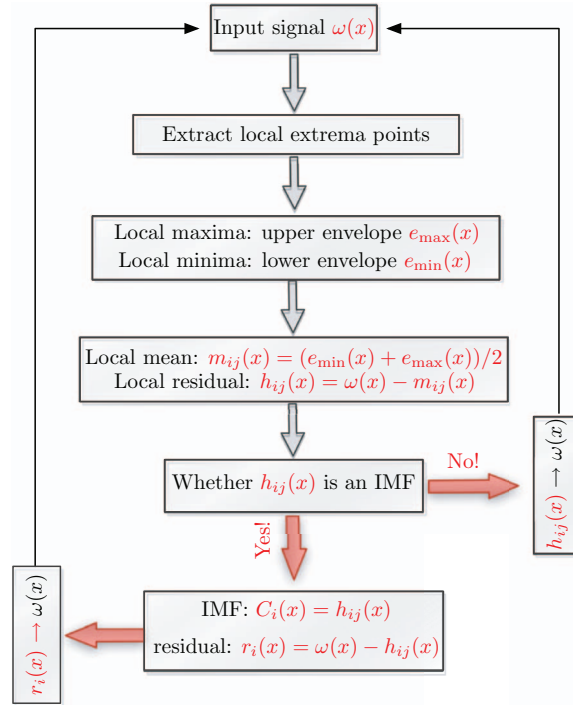 Input signal ω(x)
Extract local extrema points
Local maxima: upper envelope e_max(x)
Local minima: lower envelope e_min(x)
Local mean: m_ij(x) = (e_min(x) + e_max(x))/2
Local residual: h_ij(x) = ω(x) − m_ij(x)
Whether h_ij(x) is an IMF
No!
h_ij(x) → ω(x)
Yes!
IMF: C_i(x) = h_ij(x)
residual: r_i(x) = ω(x) − h_ij(x)
r_i(x) → ω(x)